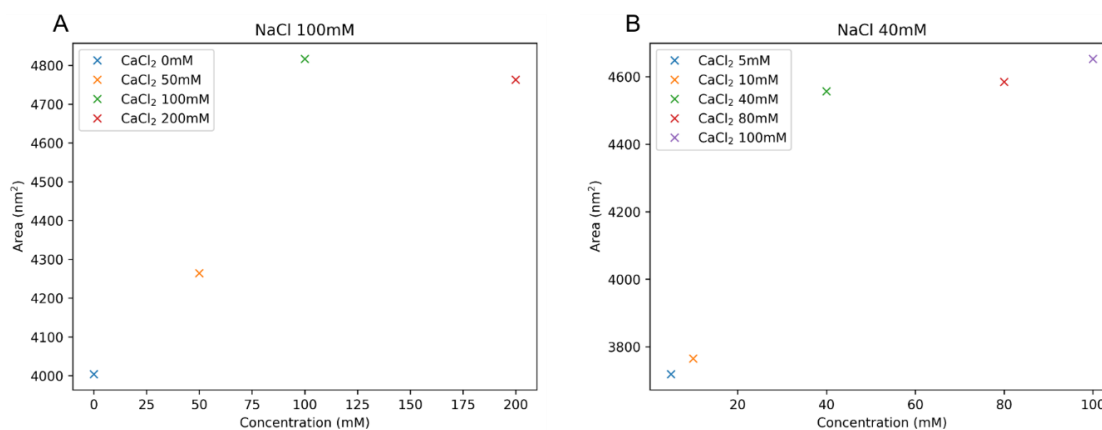 A
NaCl 100mM
CaCl₂ 0mM
CaCl₂ 50mM
CaCl₂ 100mM
CaCl₂ 200mM
Area (nm²)
4800
4700
4600
4500
4400
4300
4200
4100
4000
0 25 50 75 100 125 150 175 200
Concentration (mM)
B
NaCl 40mM
CaCl₂ 5mM
CaCl₂ 10mM
CaCl₂ 40mM
CaCl₂ 80mM
CaCl₂ 100mM
Area (nm²)
4600
4400
4200
4000
3800
20 40 60 80 100
Concentration (mM)